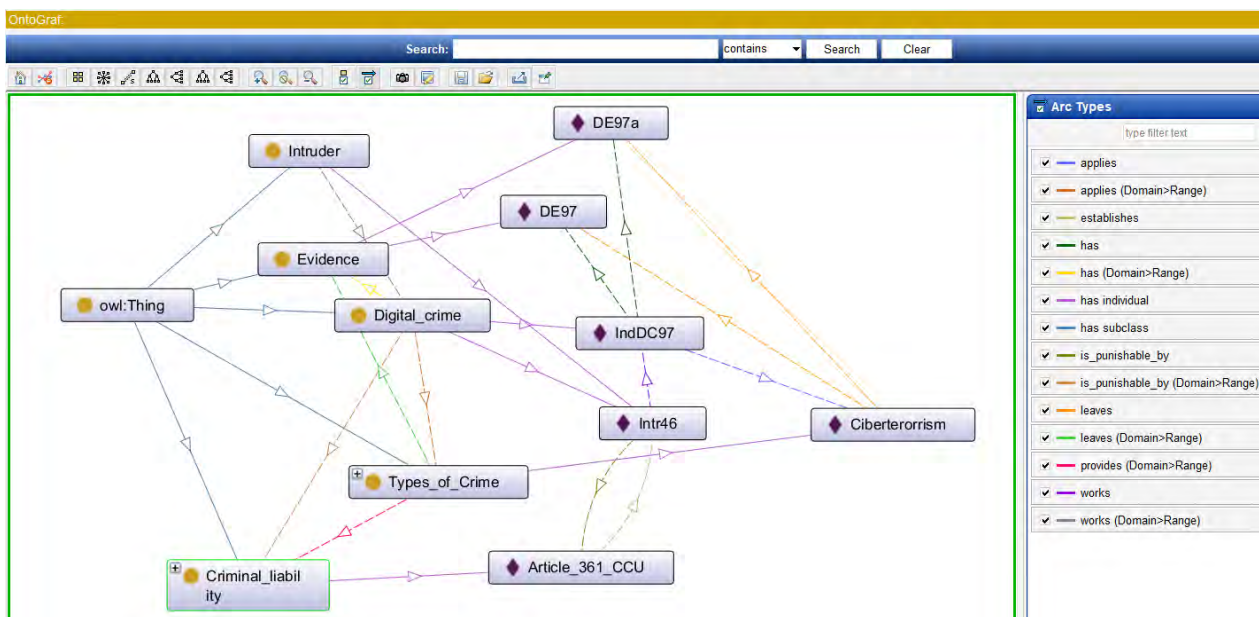 OntoGraf:
Search:
contains
Search
Clear
DE97a
Intruder
DE97
Evidence
owl:Thing
Digital_crime
IndDC97
Intr46
Ciberterorrism
Types_of_Crime
Article_361_CCU
Criminal_liabil
ity
Arc Types
type filter text
applies
applies (Domain>Range)
establishes
has
has (Domain>Range)
has individual
has subclass
is_punishable_by
is_punishable_by (Domain>Range)
leaves
leaves (Domain>Range)
provides (Domain>Range)
works
works (Domain>Range)